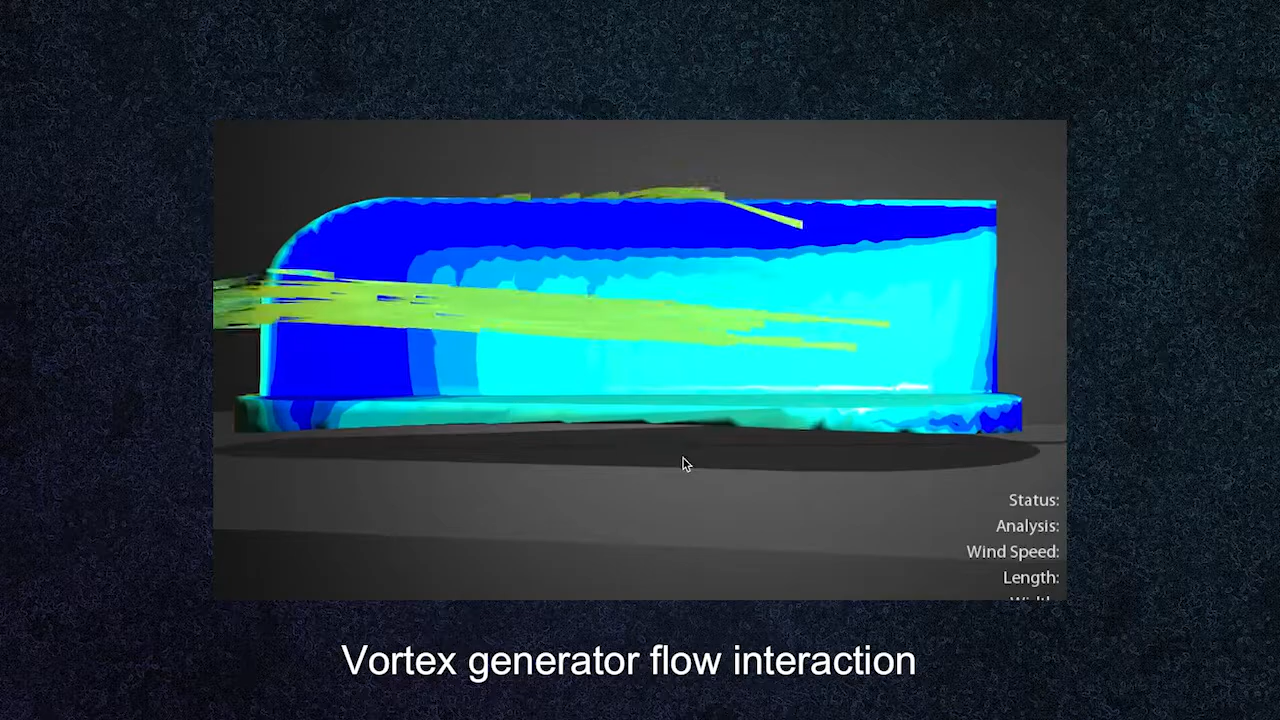 Status:
Analysis:
Wind Speed:
Length:
Vortex generator flow interaction